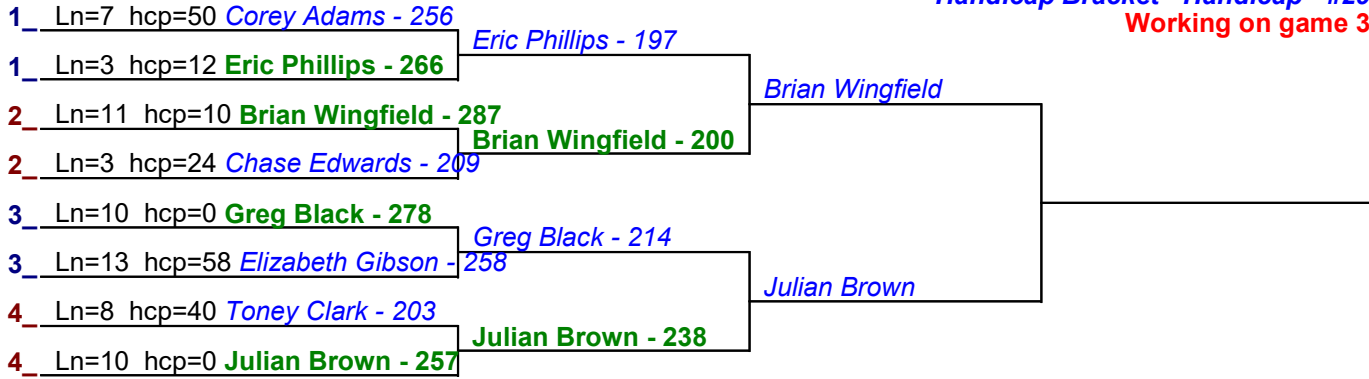 Handicap Bracket - Handicap - #29
Working on game 3
1_ Ln=7 hcp=50 Corey Adams - 256
Eric Phillips - 197
1_ Ln=3 hcp=12 Eric Phillips - 266
Brian Wingfield
2_ Ln=11 hcp=10 Brian Wingfield - 287
Brian Wingfield - 200
2_ Ln=3 hcp=24 Chase Edwards - 209
3_ Ln=10 hcp=0 Greg Black - 278
Greg Black - 214
3_ Ln=13 hcp=58 Elizabeth Gibson - 258
Julian Brown
4_ Ln=8 hcp=40 Toney Clark - 203
Julian Brown - 238
4_ Ln=10 hcp=0 Julian Brown - 257